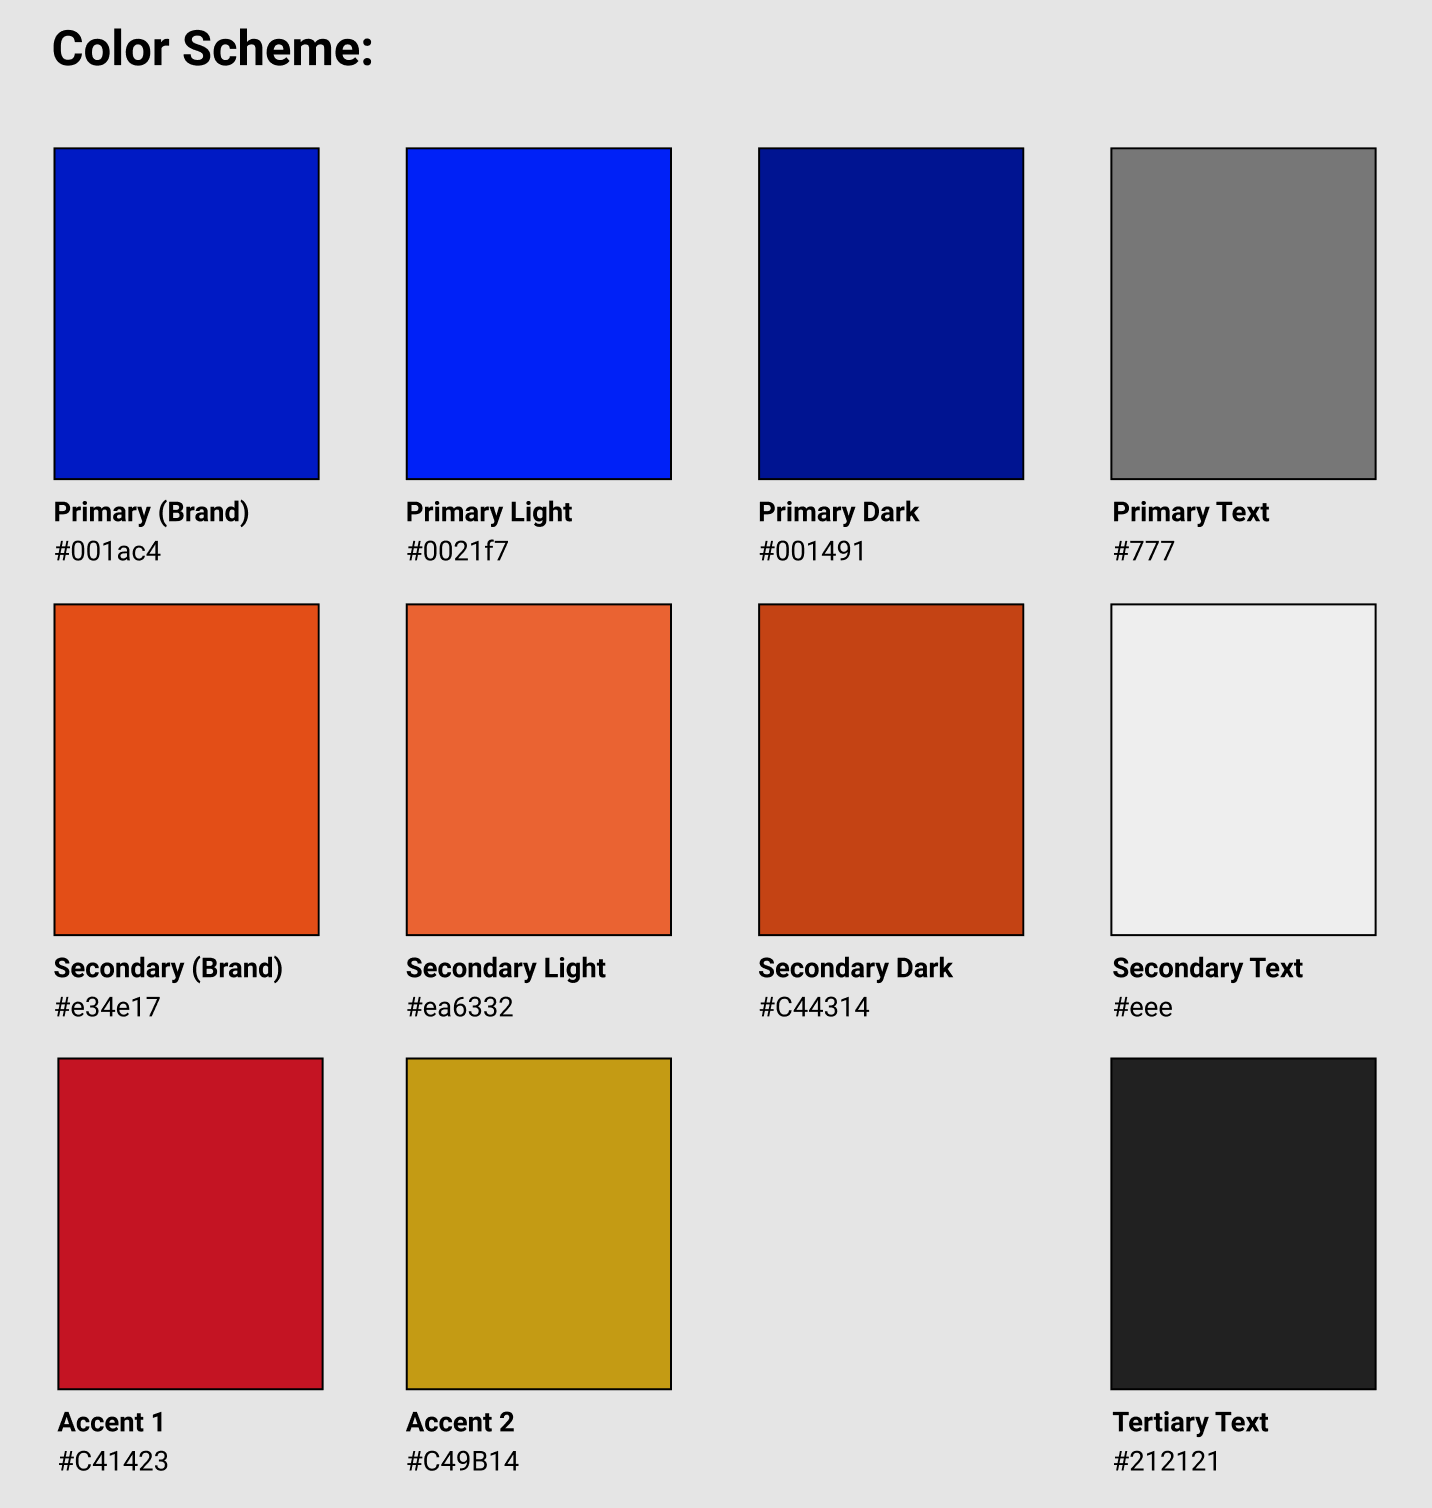 Color Scheme:
Primary (Brand)
#001ac4
Primary Light
#0021f7
Primary Dark
#001491
Primary Text
#777
Secondary (Brand)
#e34e17
Secondary Light
#ea6332
Secondary Dark
#C44314
Secondary Text
#eee
Accent 1
#C41423
Accent 2
#C49B14
Tertiary Text
#212121